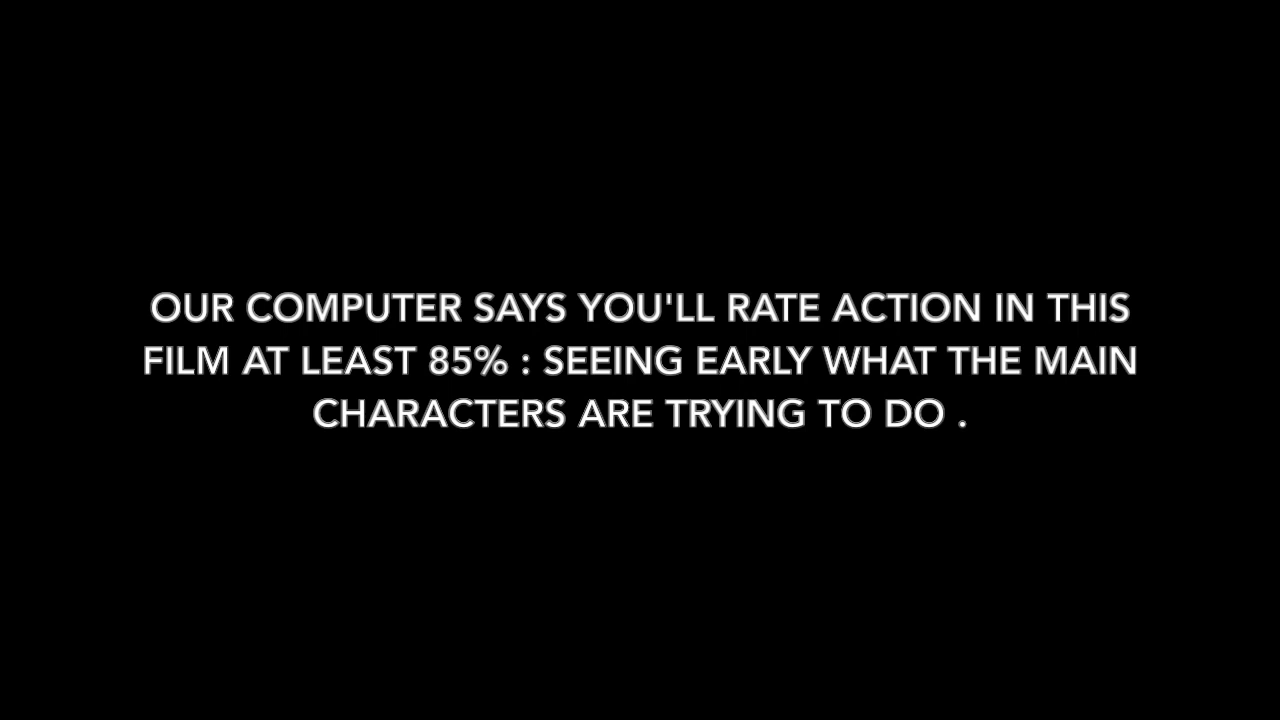 OUR COMPUTER SAYS YOU'LL RATE ACTION IN THIS
FILM AT LEAST 85% : SEEING EARLY WHAT THE MAIN
CHARACTERS ARE TRYING TO DO .